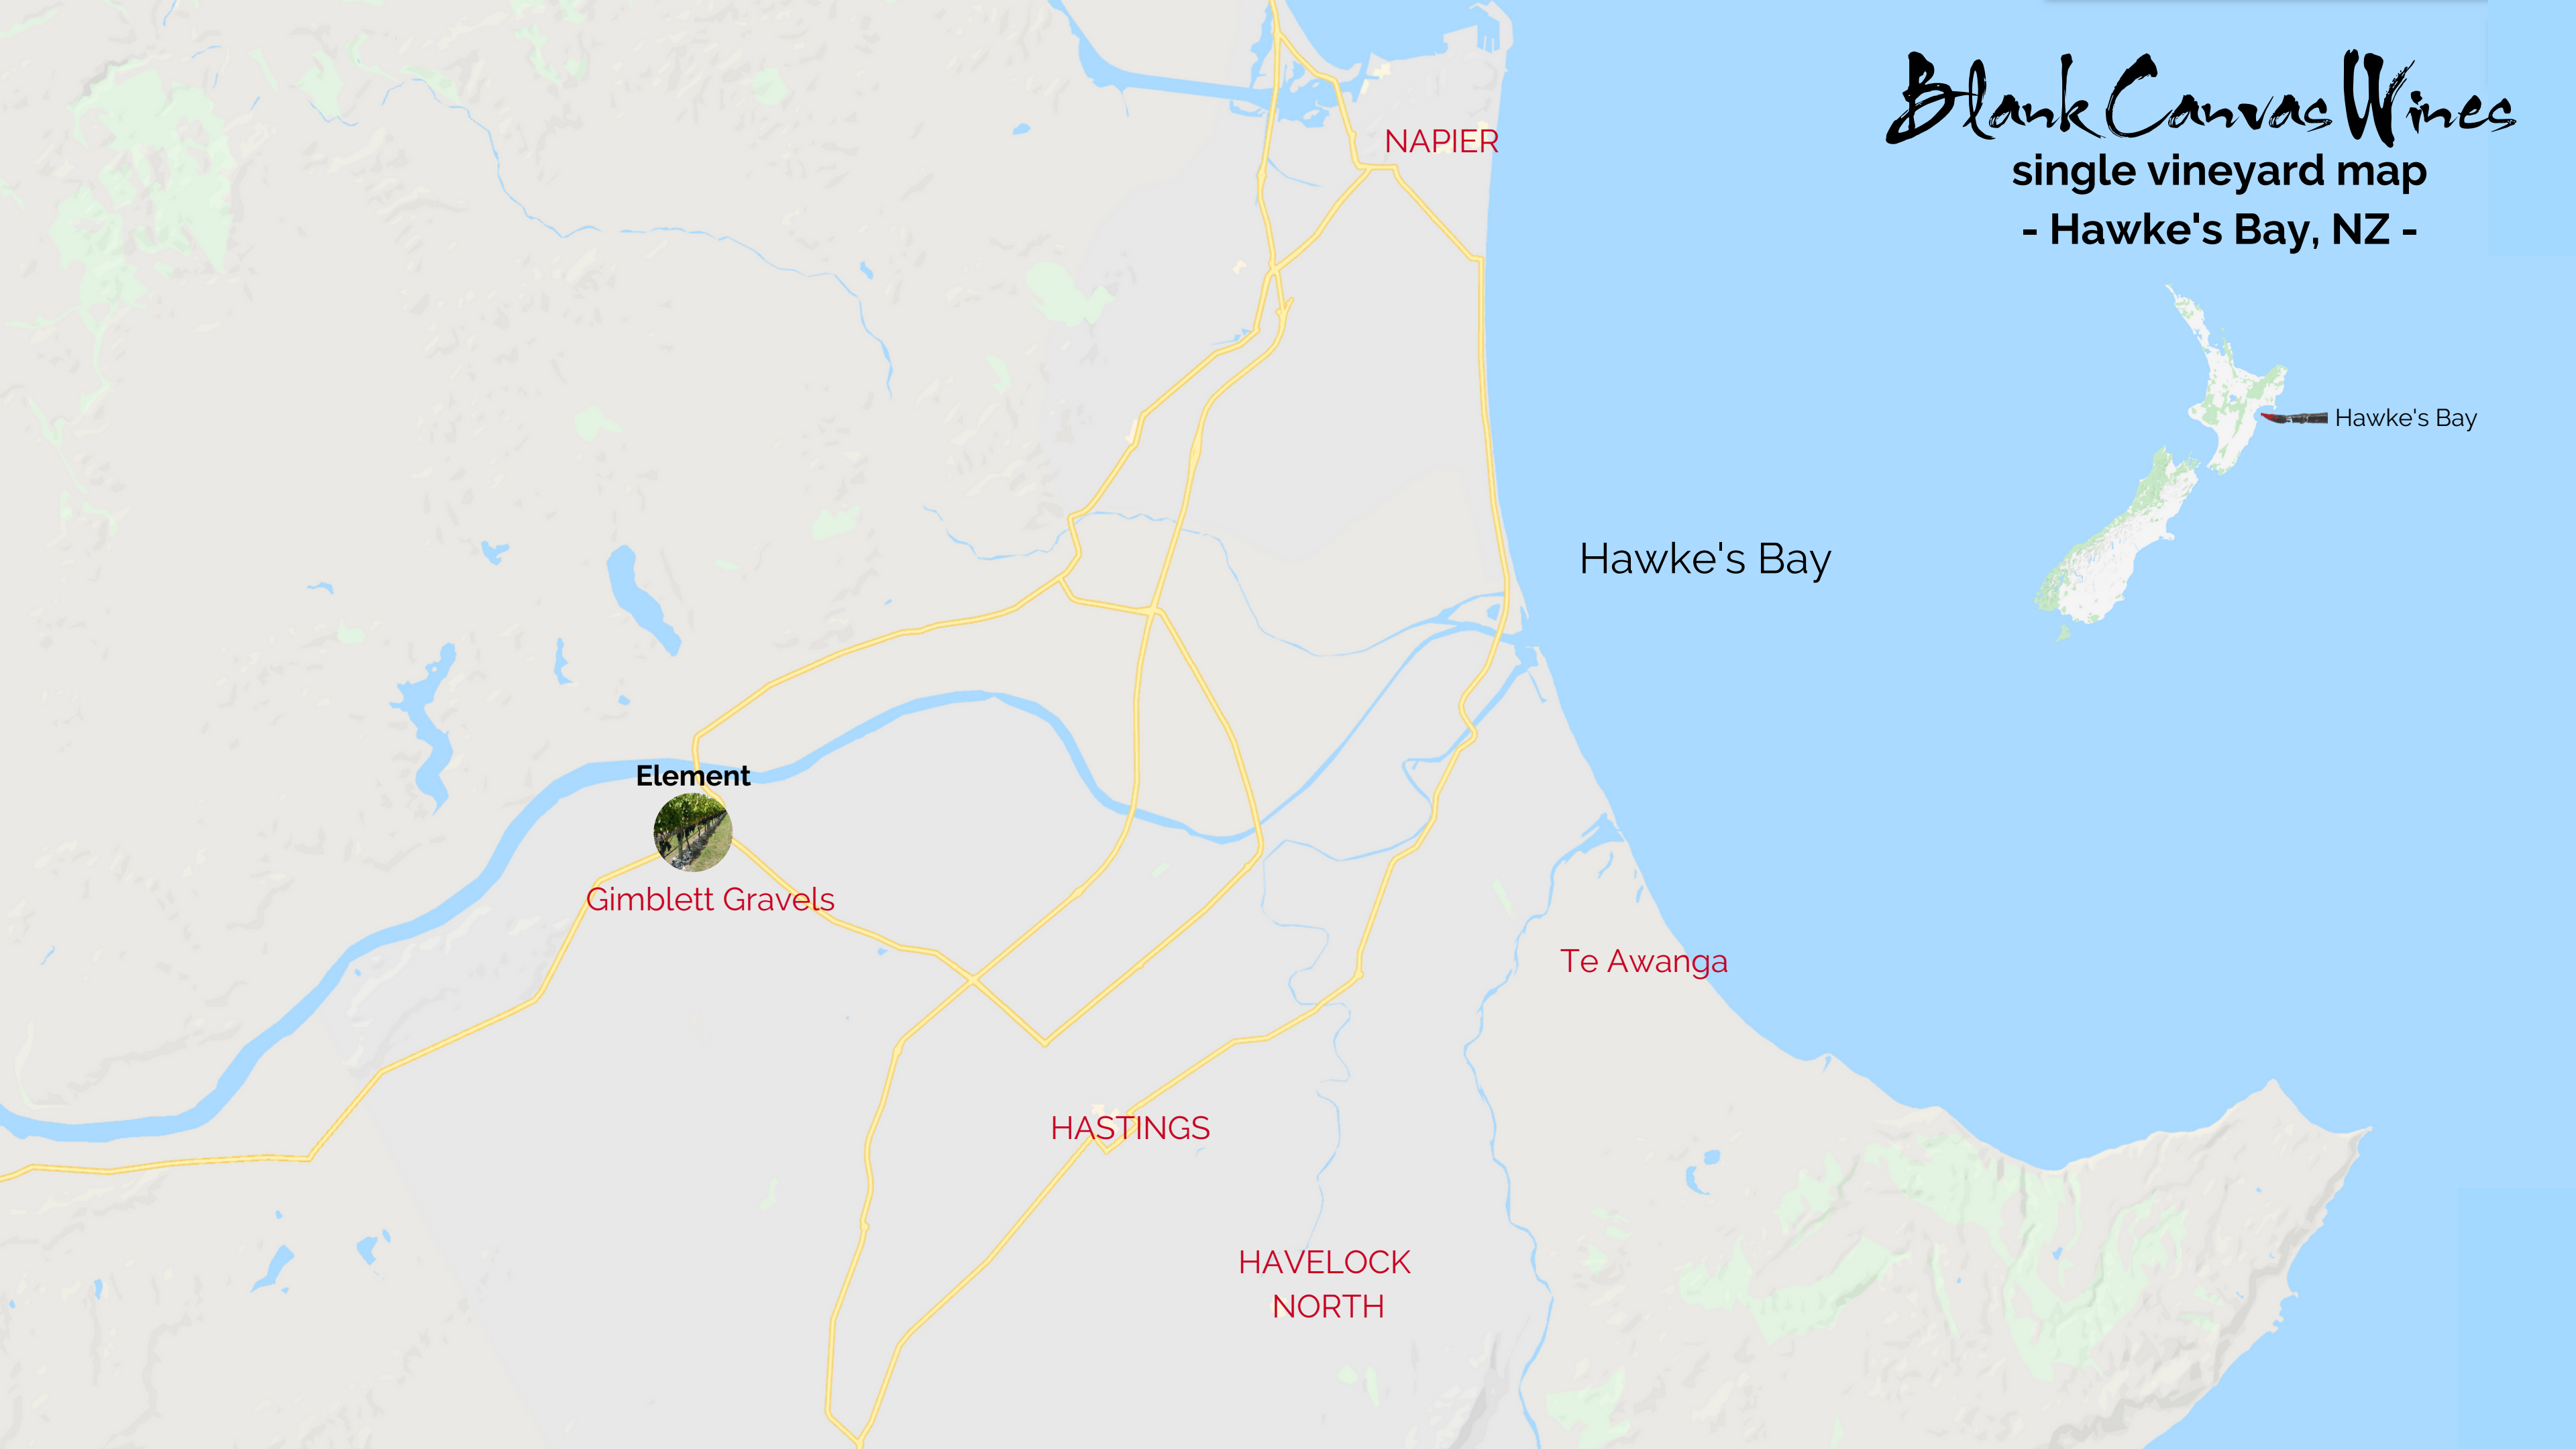 Blank Canvas Wines
single vineyard map
- Hawke's Bay, NZ -
NAPIER
Hawke's Bay
Hawke's Bay
Element
Gimblett Gravels
Te Awanga
HASTINGS
HAVELOCK
NORTH